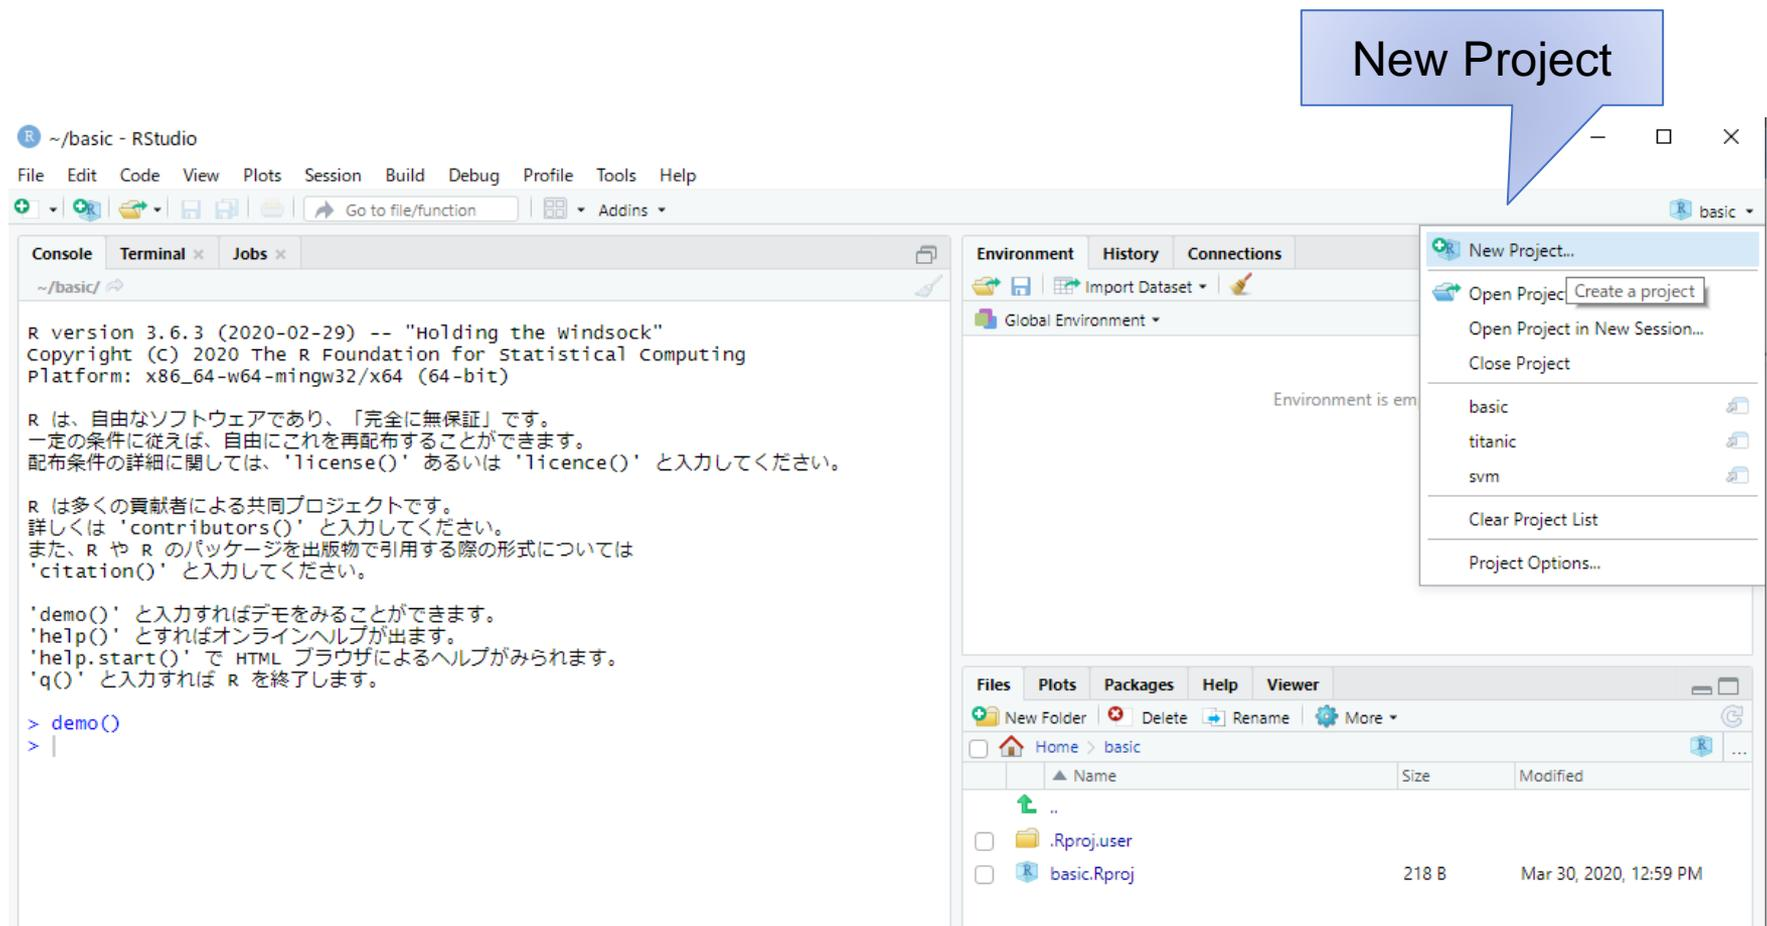 New Project
~/basic - RStudio
File Edit Code View Plots Session Build Debug Profile Tools Help
Go to file/function Addins basic
Console Terminal Jobs
~/basic/
R version 3.6.3 (2020-02-29) -- "Holding the Windsock"
Copyright (C) 2020 The R Foundation for Statistical Computing
Platform: x86_64-w64-mingw32/x64 (64-bit)
R は、自由なソフトウェアであり、「完全に無保証」です。
一定の条件に従えば、自由にこれを再配布することができます。
配布条件の詳細に関しては、'license()' あるいは 'licence()' と入力してください。
R は多くの貢献者による共同プロジェクトです。
詳しくは 'contributors()' と入力してください。
また、R や R のパッケージを出版物で引用する際の形式については
'citation()' と入力してください。
'demo()' と入力すればデモをみることができます。
'help()' とすればオンラインヘルプが出ます。
'help.start()' で HTML ブラウザによるヘルプがみられます。
'q()' と入力すれば R を終了します。
> demo()
>
Environment History Connections
Import Dataset
Global Environment
Environment is em
New Project...
Open Projec
Create a project
Open Project in New Session...
Close Project
basic
titanic
svm
Clear Project List
Project Options...
Files Plots Packages Help Viewer
New Folder Delete Rename More
Home > basic ...
Name Size Modified
..
.Rproj.user
basic.Rproj 218 B Mar 30, 2020, 12:59 PM